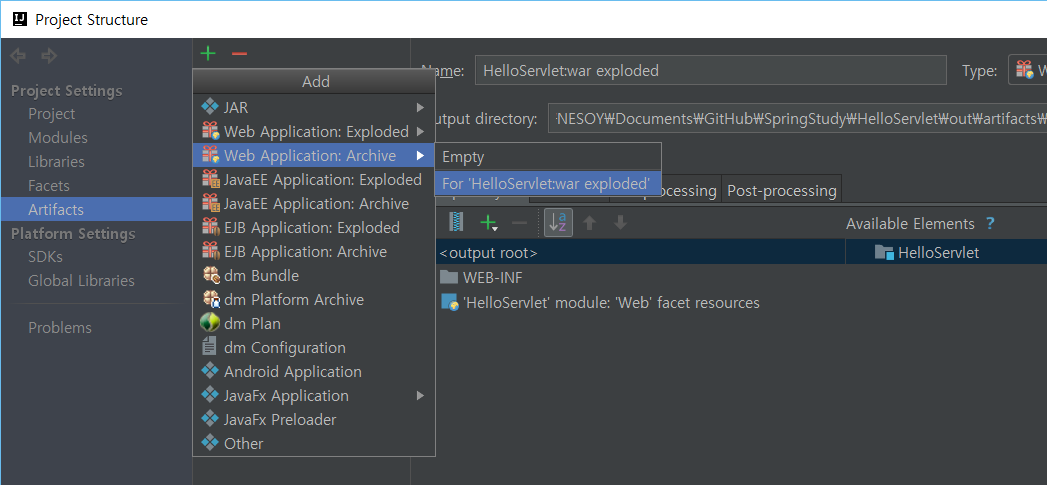 Project Structure
Project Settings
Project
Modules
Libraries
Facets
Artifacts
Platform Settings
SDKs
Global Libraries
Problems
Add
JAR
Web Application: Exploded
Web Application: Archive
JavaEE Application: Exploded
JavaEE Application: Archive
EJB Application: Exploded
EJB Application: Archive
dm Bundle
dm Platform Archive
dm Plan
dm Configuration
Android Application
JavaFx Application
JavaFx Preloader
Other
Empty
For 'HelloServlet:war exploded'
Name: HelloServlet:war exploded Type:
utput directory: NESOY₩Documents₩GitHub₩SpringStudy₩HelloServlet₩out₩artifacts₩
processing Post-processing
Available Elements ?
<output root>
HelloServlet
WEB-INF
'HelloServlet' module: 'Web' facet resources